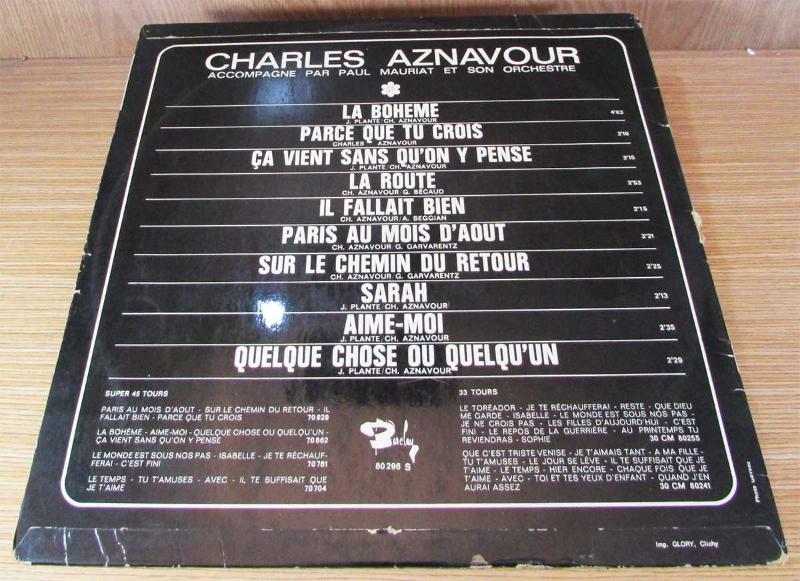 CHARLES AZNAVOUR
ACCOMPAGNE PAR PAUL MAURIAT ET SON ORCHESTRE
LA BOHEME 4'03
J. PLANTE/CH. AZNAVOUR
PARCE QUE TU CROIS 3'10
CHARLES AZNAVOUR
ÇA VIENT SANS QU'ON Y PENSE 3'15
J. PLANTE/CH. AZNAVOUR
LA ROUTE 2'53
CH. AZNAVOUR G. BÉCAUD
IL FALLAIT BIEN 2'15
CH. AZNAVOUR/A. SEGGIAN
PARIS AU MOIS D'AOUT 3'21
CH. AZNAVOUR G. GARVARENTZ
SUR LE CHEMIN DU RETOUR 2'25
CH. AZNAVOUR G. GARVARENTZ
SARAH 2'13
J. PLANTE/CH. AZNAVOUR
AIME-MOI 2'35
J. PLANTE/CH. AZNAVOUR
QUELQUE CHOSE OU QUELQU'UN 2'29
J. PLANTE/CH. AZNAVOUR
SUPER 45 TOURS
PARIS AU MOIS D'AOUT - SUR LE CHEMIN DU RETOUR - IL
FALLAIT BIEN - PARCE QUE TU CROIS 70 929
LA BOHÊME - AIME-MOI - QUELQUE CHOSE OU QUELQU'UN -
ÇA VIENT SANS QU'ON Y PENSE 70 862
LE MONDE EST SOUS NOS PAS - ISABELLE - JE TE RÉCHAUF-
FERAI - C'EST FINI 70 781
LE TEMPS - TU T'AMUSES - AVEC - IL TE SUFFISAIT QUE
JE T'AIME 70 704
Barclay
80 296 S
33 TOURS
LE TORÉADOR - JE TE RÉCHAUFFERAI - RESTE - QUE DIEU
ME GARDE - ISABELLE - LE MONDE EST SOUS NOS PAS -
JE N'AI PAS VU LE TEMPS PASSER - LES FILLES D'AUJOURD'HUI - C'EST
FINI - LE REPOS DE LA GUERRIÈRE - AU PRINTEMPS TU
REVIENDRAS - SOPHIE 30 CM 80255
QUE C'EST TRISTE VENISE - JE T'AIMAIS TANT - A MA FILLE -
TU T'AMUSES - LE JOUR SE LÈVE - IL TE SUFFISAIT QUE JE
T'AIME - LE TEMPS - HIER ENCORE - CHAQUE FOIS QUE JE
T'AIME - AVEC - TOI ET TES YEUX D'ENFANT - QUAND J'EN
AURAI ASSEZ 30 CM 80241
Imp. GLORY, Clichy